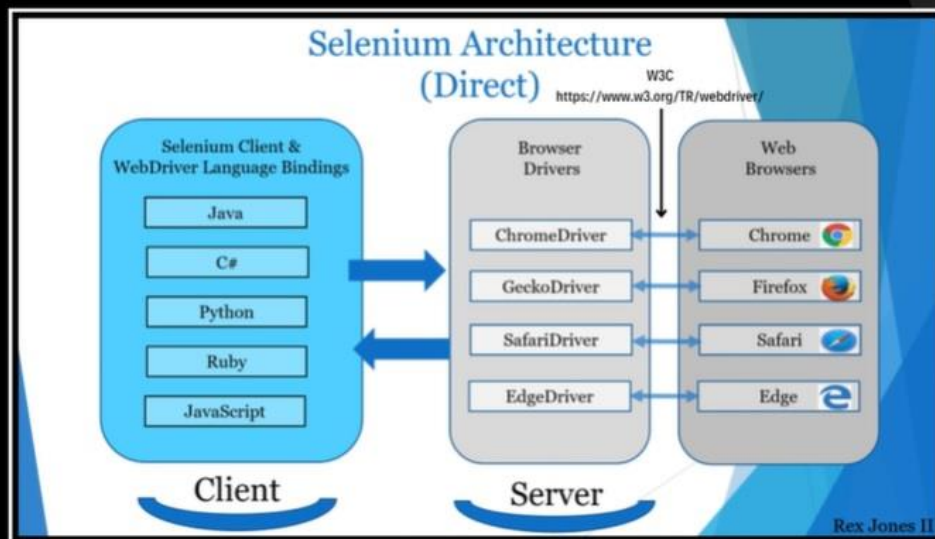 Selenium Architecture
(Direct)
W3C
https://www.w3.org/TR/webdriver/
Selenium Client &
WebDriver Language Bindings
Java
C#
Python
Ruby
JavaScript
Client
Browser
Drivers
ChromeDriver
GeckoDriver
SafariDriver
EdgeDriver
Server
Web
Browsers
Chrome
Firefox
Safari
Edge
Rex Jones II